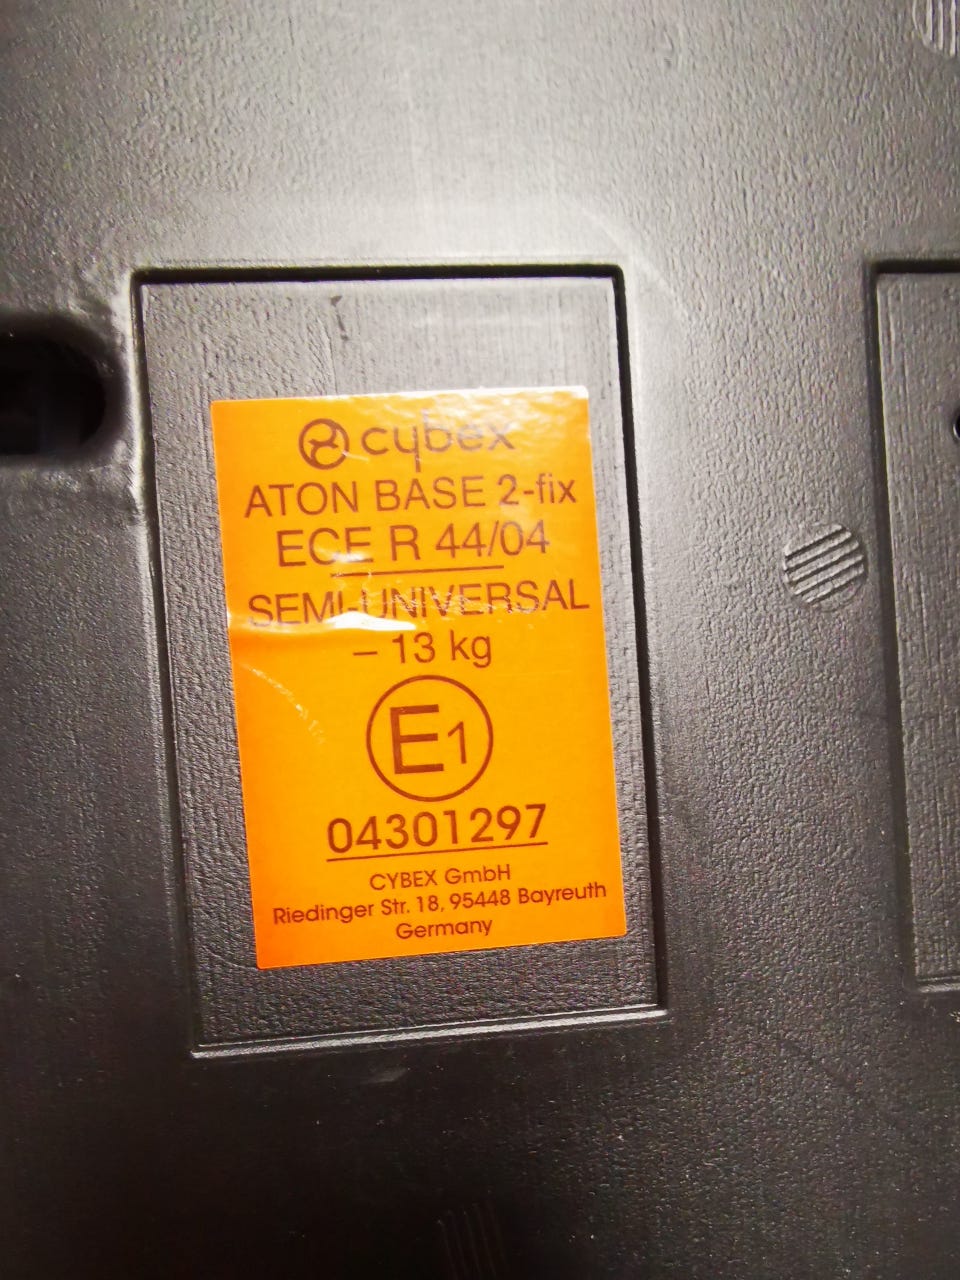 cybex
ATON BASE 2-fix
ECE R 44/04
SEMI-UNIVERSAL
– 13 kg
E1
04301297
CYBEX GmbH
Riedinger Str. 18, 95448 Bayreuth
Germany